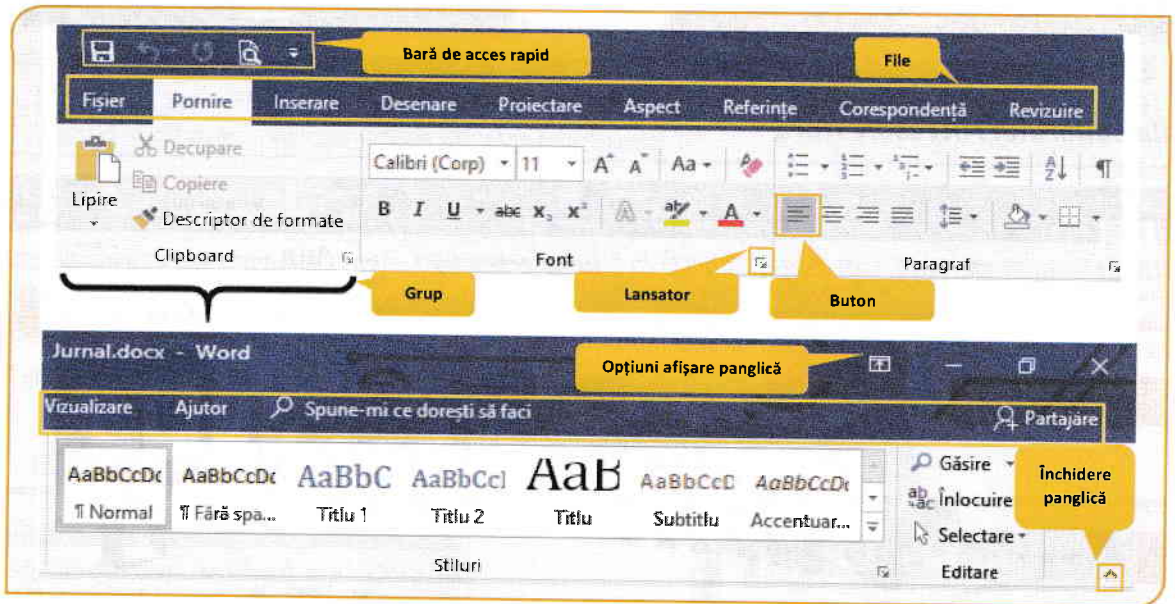 Bară de acces rapid
File
Fișier Pornire Inserare Desenare Proiectare Aspect Referințe Corespondență Revizuire
Decupare
Copiere
Lipire
Descriptor de formate
Clipboard
Calibri (Corp) 11 A A Aa
B I U abc X₂ X² A ab A
Font
Paragraf
Grup
Lansator
Buton
Jurnal.docx - Word
Opțiuni afișare panglică
Vizualizare Ajutor Spune-mi ce dorești să faci Partajare
AaBbCcDc AaBbCcDc AaBbC AaBbCcl AaB AaBbCcD AaBbCcDc
¶ Normal ¶ Fără spa... Titlu 1 Titlu 2 Titlu Subtitlu Accentuar...
Stiluri
Găsire
Înlocuire
Selectare
Editare
Închidere
panglică